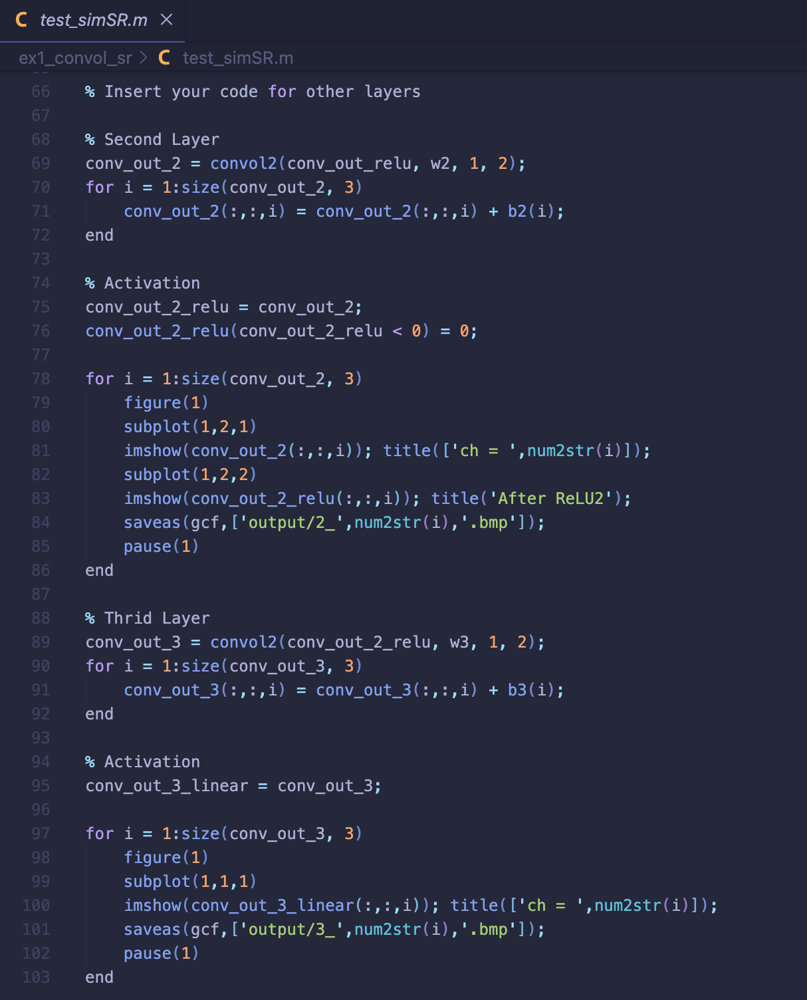 test_simSR.m
ex1_convol_sr > test_simSR.m
66 % Insert your code for other layers
67
68 % Second Layer
69 conv_out_2 = convol2(conv_out_relu, w2, 1, 2);
70 for i = 1:size(conv_out_2, 3)
71     conv_out_2(:,:,i) = conv_out_2(:,:,i) + b2(i);
72 end
73
74 % Activation
75 conv_out_2_relu = conv_out_2;
76 conv_out_2_relu(conv_out_2_relu < 0) = 0;
77
78 for i = 1:size(conv_out_2, 3)
79     figure(1)
80     subplot(1,2,1)
81     imshow(conv_out_2(:,:,i)); title(['ch = ',num2str(i)]);
82     subplot(1,2,2)
83     imshow(conv_out_2_relu(:,:,i)); title('After ReLU2');
84     saveas(gcf,['output/2_',num2str(i),'.bmp']);
85     pause(1)
86 end
87
88 % Thrid Layer
89 conv_out_3 = convol2(conv_out_2_relu, w3, 1, 2);
90 for i = 1:size(conv_out_3, 3)
91     conv_out_3(:,:,i) = conv_out_3(:,:,i) + b3(i);
92 end
93
94 % Activation
95 conv_out_3_linear = conv_out_3;
96
97 for i = 1:size(conv_out_3, 3)
98     figure(1)
99     subplot(1,1,1)
100     imshow(conv_out_3_linear(:,:,i)); title(['ch = ',num2str(i)]);
101     saveas(gcf,['output/3_',num2str(i),'.bmp']);
102     pause(1)
103 end